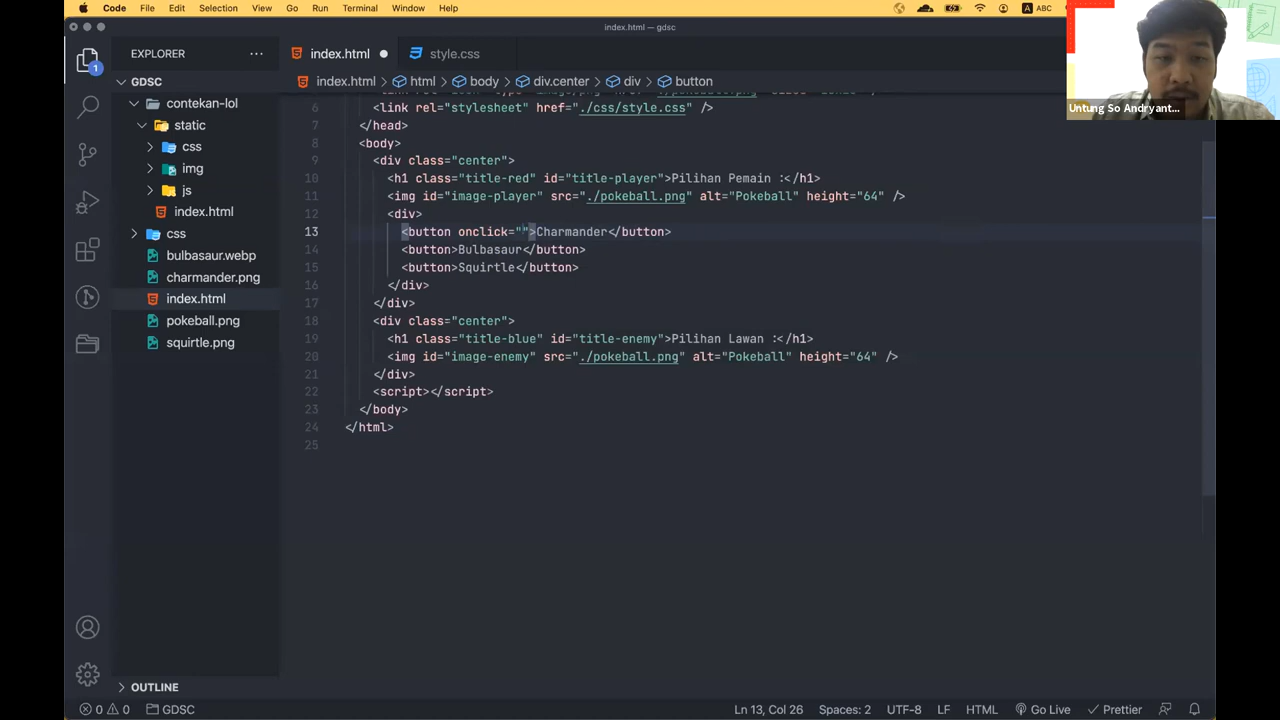 Code File Edit Selection View Go Run Terminal Window Help
ABC
index.html — gdsc
EXPLORER
index.html
style.css
GDSC
index.html html body div.center div button
contekan-lol
static
css
img
js
index.html
css
bulbasaur.webp
charmander.png
index.html
pokeball.png
squirtle.png
6 <link rel="stylesheet" href="./css/style.css" />
7 </head>
8 <body>
9 <div class="center">
10 <h1 class="title-red" id="title-player">Pilihan Pemain :</h1>
11 <img id="image-player" src="./pokeball.png" alt="Pokeball" height="64" />
12 <div>
13 <button onclick="">Charmander</button>
14 <button>Bulbasaur</button>
15 <button>Squirtle</button>
16 </div>
17 </div>
18 <div class="center">
19 <h1 class="title-blue" id="title-enemy">Pilihan Lawan :</h1>
20 <img id="image-enemy" src="./pokeball.png" alt="Pokeball" height="64" />
21 </div>
22 <script></script>
23 </body>
24 </html>
25
1
Untung So Andryant...
OUTLINE
0 0 GDSC
Ln 13, Col 26 Spaces: 2 UTF-8 LF HTML Go Live Prettier